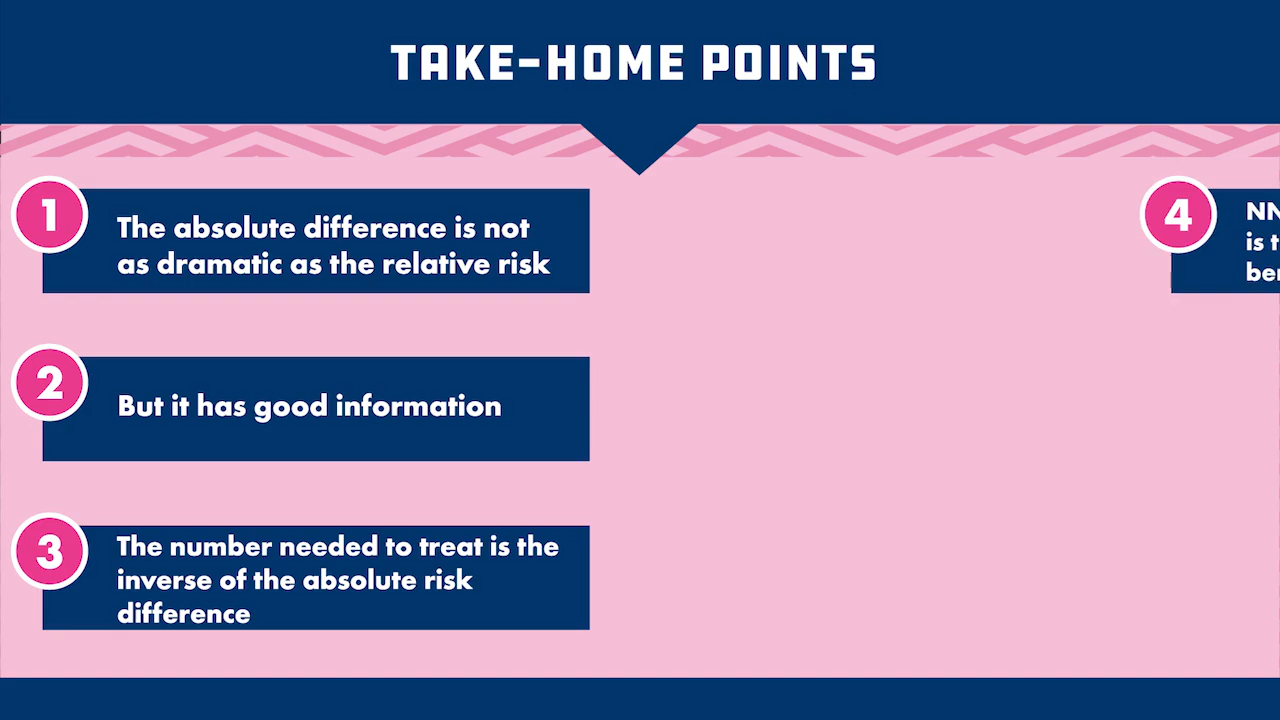 TAKE-HOME POINTS
1
The absolute difference is not
as dramatic as the relative risk
2
But it has good information
3
The number needed to treat is the
inverse of the absolute risk
difference
4
is